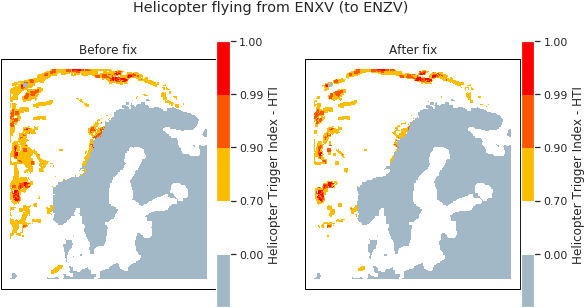 Helicopter flying from ENXV (to ENZV)
Before fix
1.00
0.99
0.90
0.70
0.00
Helicopter Trigger Index - HTI
After fix
1.00
0.99
0.90
0.70
0.00
Helicopter Trigger Index - HTI